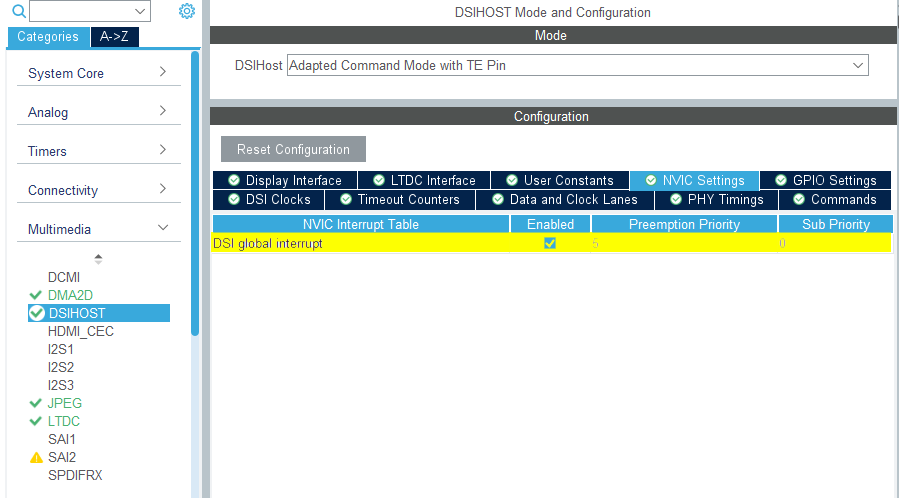 DSIHOST Mode and Configuration
Categories
A->Z
Mode
System Core
DSIHost
Adapted Command Mode with TE Pin
Analog
Configuration
Timers
Reset Configuration
Connectivity
Display Interface
LTDC Interface
User Constants
NVIC Settings
GPIO Settings
DSI Clocks
Timeout Counters
Data and Clock Lanes
PHY Timings
Commands
Multimedia
NVIC Interrupt Table
Enabled
Preemption Priority
Sub Priority
DSI global interrupt
5
0
DCMI
DMA2D
DSIHOST
HDMI_CEC
I2S1
I2S2
I2S3
JPEG
LTDC
SAI1
SAI2
SPDIFRX